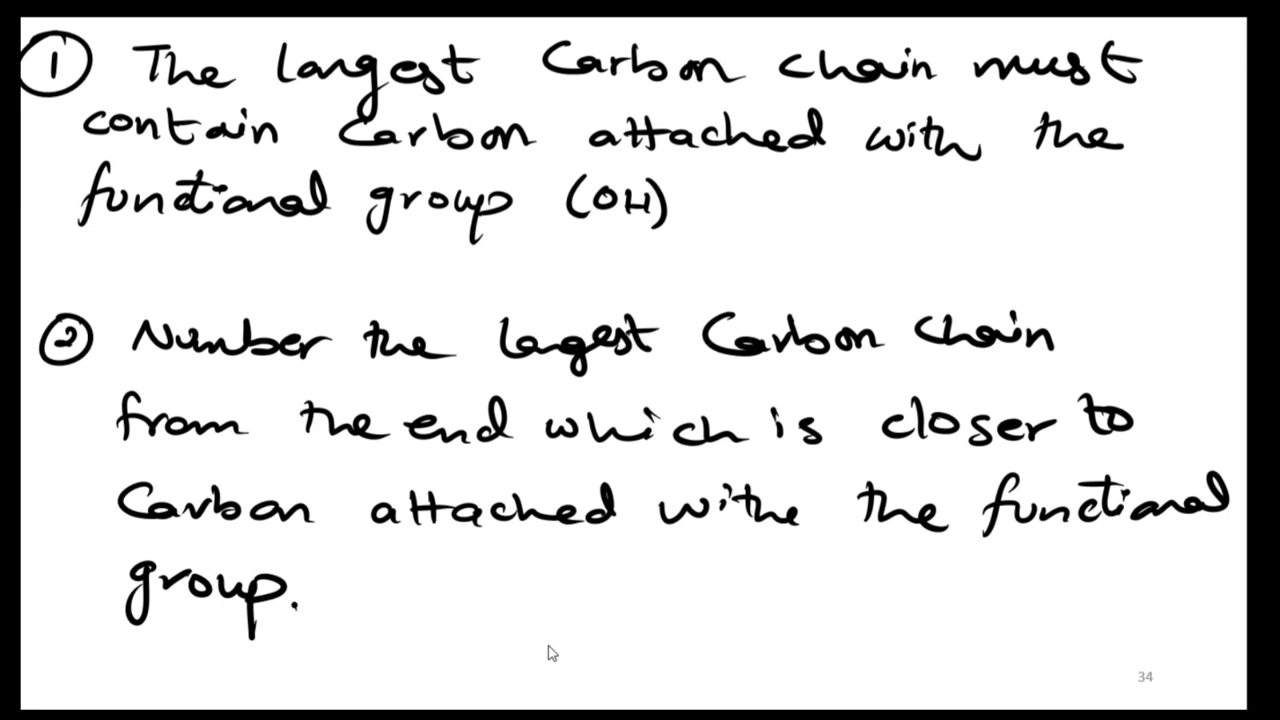 ① The largest Carbon chain must
contain Carbon attached with the
functional group (OH)
② Number the largest Carbon chain
from the end which is closer to
Carbon attached withe the functional
group.
34